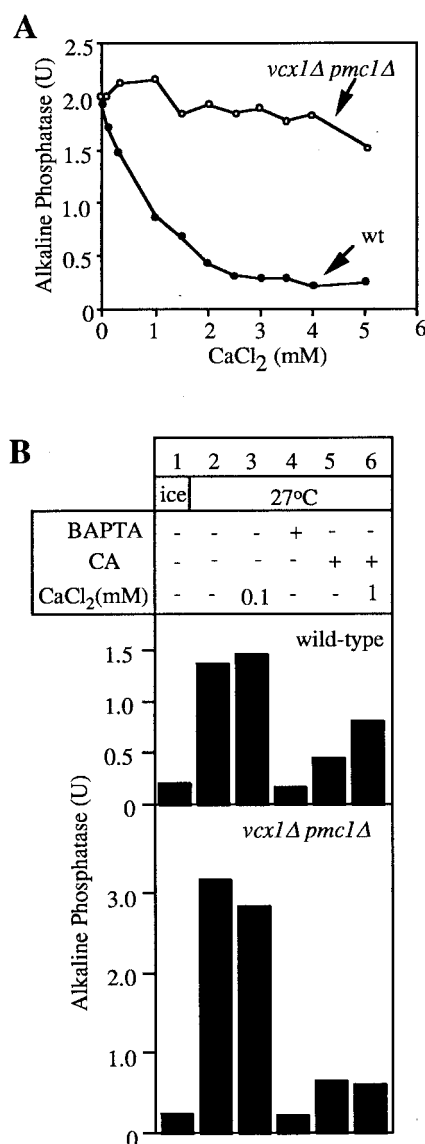 A
Alkaline Phosphatase (U)
2.5
2.0
1.5
1.0
0.5
0
vcx1Δ pmc1Δ
wt
0 1 2 3 4 5 6
CaCl2 (mM)
B
1 2 3 4 5 6
ice 27°C
BAPTA - - - + - -
CA - - - - + +
CaCl2(mM) - - 0.1 - - 1
wild-type
1.5
1.0
0.5
0
vcx1Δ pmc1Δ
Alkaline Phosphatase (U)
3.0
2.0
1.0
0